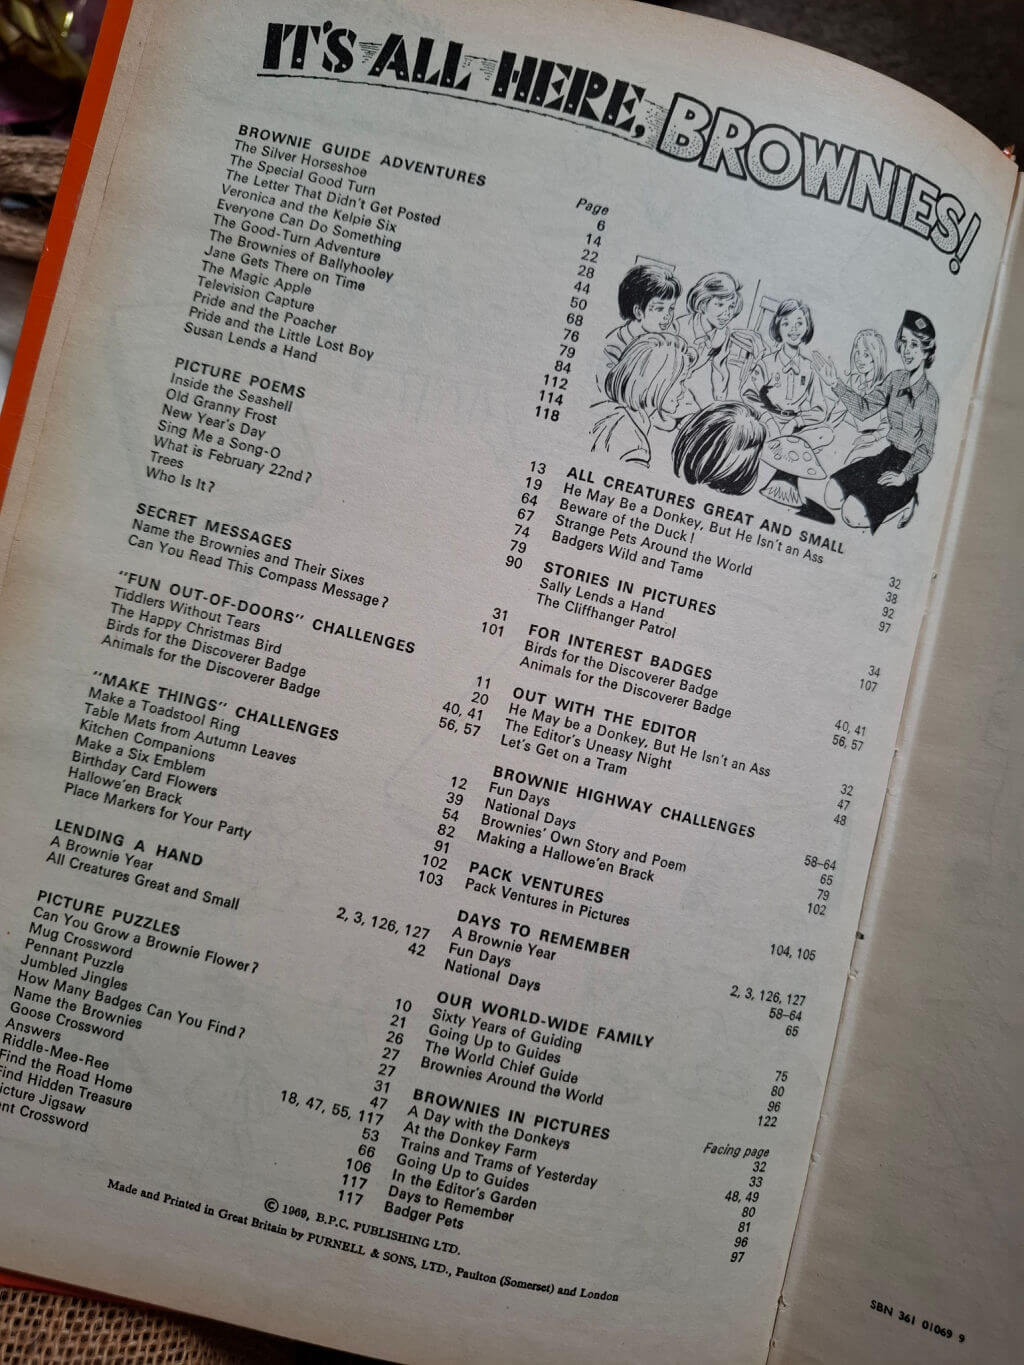 IT'S ALL HERE, BROWNIES!
Page
BROWNIE GUIDE ADVENTURES
The Silver Horseshoe 6
The Special Good Turn 14
The Letter That Didn't Get Posted 22
Veronica and the Kelpie Six 28
Everyone Can Do Something 44
The Good-Turn Adventure 50
The Brownies of Ballyhooley 68
Jane Gets There on Time 76
The Magic Apple 79
Television Capture 84
Pride and the Poacher 112
Pride and the Little Lost Boy 114
Susan Lends a Hand 118
PICTURE POEMS
Inside the Seashell 13
Old Granny Frost 19
New Year's Day 64
Sing Me a Song-O 67
What is February 22nd? 74
Trees 79
Who Is It? 90
SECRET MESSAGES
Name the Brownies and Their Sixes 31
Can You Read This Compass Message? 101
"FUN OUT-OF-DOORS" CHALLENGES
Tiddlers Without Tears 11
The Happy Christmas Bird 20
Birds for the Discoverer Badge 40, 41
Animals for the Discoverer Badge 56, 57
"MAKE THINGS" CHALLENGES
Make a Toadstool Ring 12
Table Mats from Autumn Leaves 39
Kitchen Companions 54
Make a Six Emblem 82
Birthday Card Flowers 91
Hallowe'en Brack 102
Place Markers for Your Party 103
LENDING A HAND
A Brownie Year 2, 3, 126, 127
All Creatures Great and Small 42
PICTURE PUZZLES
Can You Grow a Brownie Flower? 10
Mug Crossword 21
Pennant Puzzle 26
Jumbled Jingles 27
How Many Badges Can You Find? 27
Name the Brownies 31
Goose Crossword 47
Answers 18, 47, 55, 117
Riddle-Mee-Ree 53
Find the Road Home 66
Find Hidden Treasure 106
icture Jigsaw 117
nt Crossword 117
ALL CREATURES GREAT AND SMALL
He May Be a Donkey, But He Isn't an Ass 32
Beware of the Duck! 38
Strange Pets Around the World 92
Badgers Wild and Tame 97
STORIES IN PICTURES
Sally Lends a Hand 34
The Cliffhanger Patrol 107
FOR INTEREST BADGES
Birds for the Discoverer Badge 40, 41
Animals for the Discoverer Badge 56, 57
OUT WITH THE EDITOR
He May be a Donkey, But He Isn't an Ass 32
The Editor's Uneasy Night 47
Let's Get on a Tram 48
BROWNIE HIGHWAY CHALLENGES
Fun Days 58–64
National Days 65
Brownies' Own Story and Poem 79
Making a Hallowe'en Brack 102
PACK VENTURES
Pack Ventures in Pictures 104, 105
DAYS TO REMEMBER
A Brownie Year 2, 3, 126, 127
Fun Days 58–64
National Days 65
OUR WORLD-WIDE FAMILY
Sixty Years of Guiding 75
Going Up to Guides 80
The World Chief Guide 96
Brownies Around the World 122
BROWNIES IN PICTURES Facing page
A Day with the Donkeys 32
At the Donkey Farm 33
Trains and Trams of Yesterday 48, 49
Going Up to Guides 80
In the Editor's Garden 81
Days to Remember 96
Badger Pets 97
© 1969, B.P.C. PUBLISHING LTD.
Made and Printed in Great Britain by PURNELL & SONS, LTD., Paulton (Somerset) and London
SBN 361 01069 9